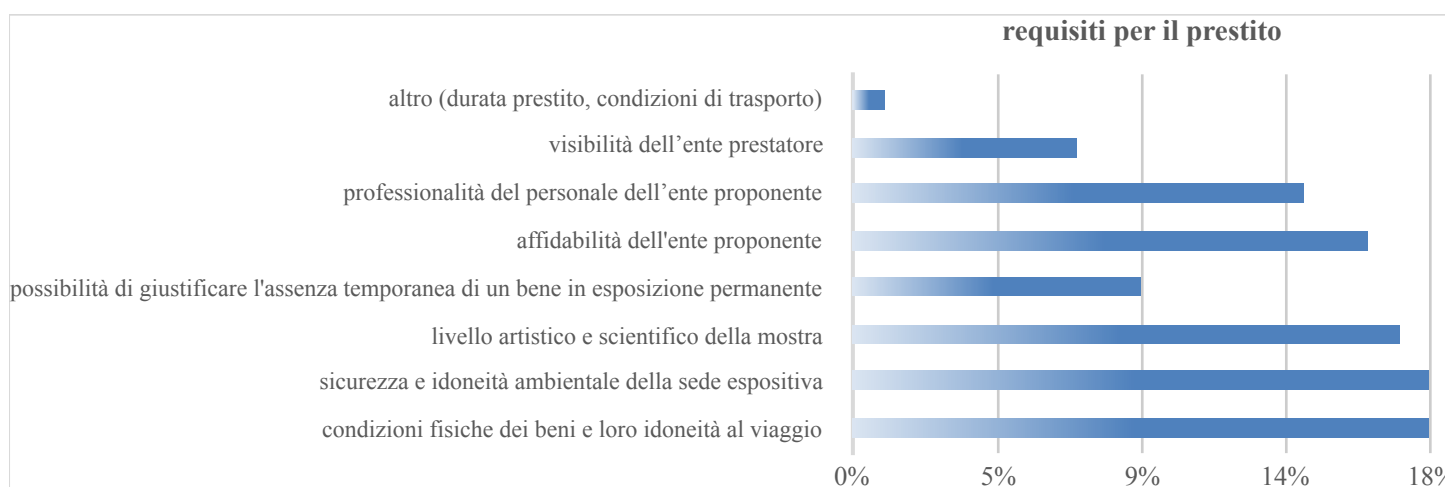 requisiti per il prestito
altro (durata prestito, condizioni di trasporto)
visibilità dell’ente prestatore
professionalità del personale dell’ente proponente
affidabilità dell'ente proponente
possibilità di giustificare l'assenza temporanea di un bene in esposizione permanente
livello artistico e scientifico della mostra
sicurezza e idoneità ambientale della sede espositiva
condizioni fisiche dei beni e loro idoneità al viaggio
0% 5% 9% 14% 18%